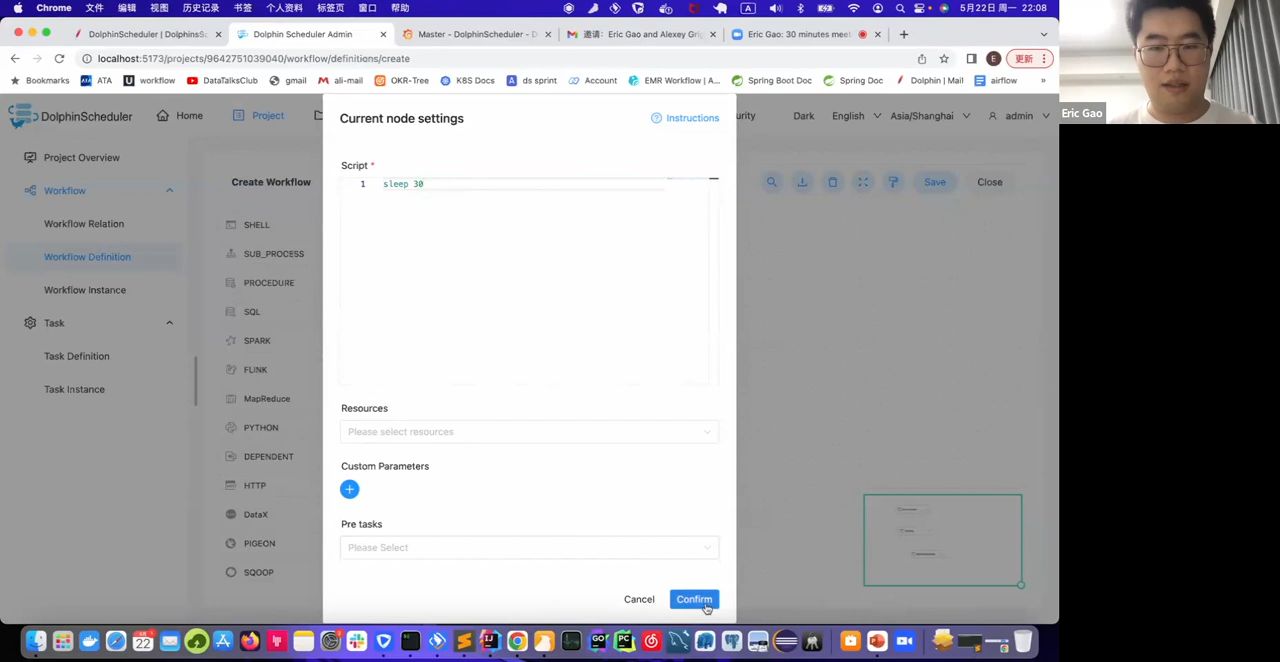 Chrome 文件 编辑 视图 历史记录 书签 个人资料 标签页 窗口 帮助 A 5月22日 周一 22:08
DolphinScheduler | DolphinsS Dolphin Scheduler Admin Master - DolphinScheduler - D 邀请: Eric Gao and Alexey Grig Eric Gao: 30 minutes meet
localhost:5173/projects/9642751039040/workflow/definitions/create E 更新
Bookmarks ATA workflow DataTalksClub gmail ali-mail OKR-Tree K8S Docs ds sprint Account EMR Workflow | A... Spring Boot Doc Spring Doc Dolphin | Mail airflow »
Eric Gao
DolphinScheduler Home Project urity Dark English Asia/Shanghai admin
Current node settings Instructions
Project Overview
Workflow
Workflow Relation
Workflow Definition
Workflow Instance
Task
Task Definition
Task Instance
Create Workflow
SHELL
SUB_PROCESS
PROCEDURE
SQL
SPARK
FLINK
MapReduce
PYTHON
DEPENDENT
HTTP
DataX
PIGEON
SQOOP
Script *
1 sleep 30
Resources
Please select resources
Custom Parameters
Pre tasks
Please Select
Cancel Confirm
Save Close